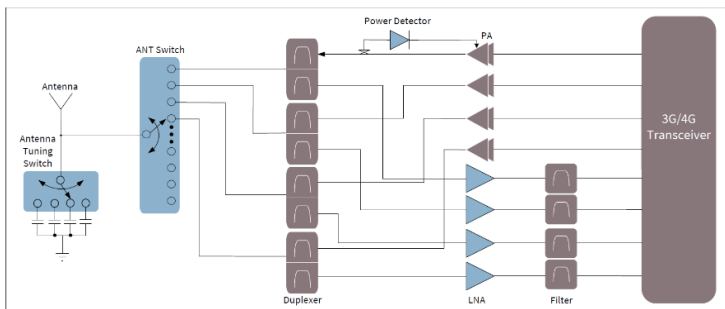 Power Detector
PA
ANT Switch
Antenna
Antenna
Tuning
Switch
3G/4G
Transceiver
Duplexer
LNA
Filter